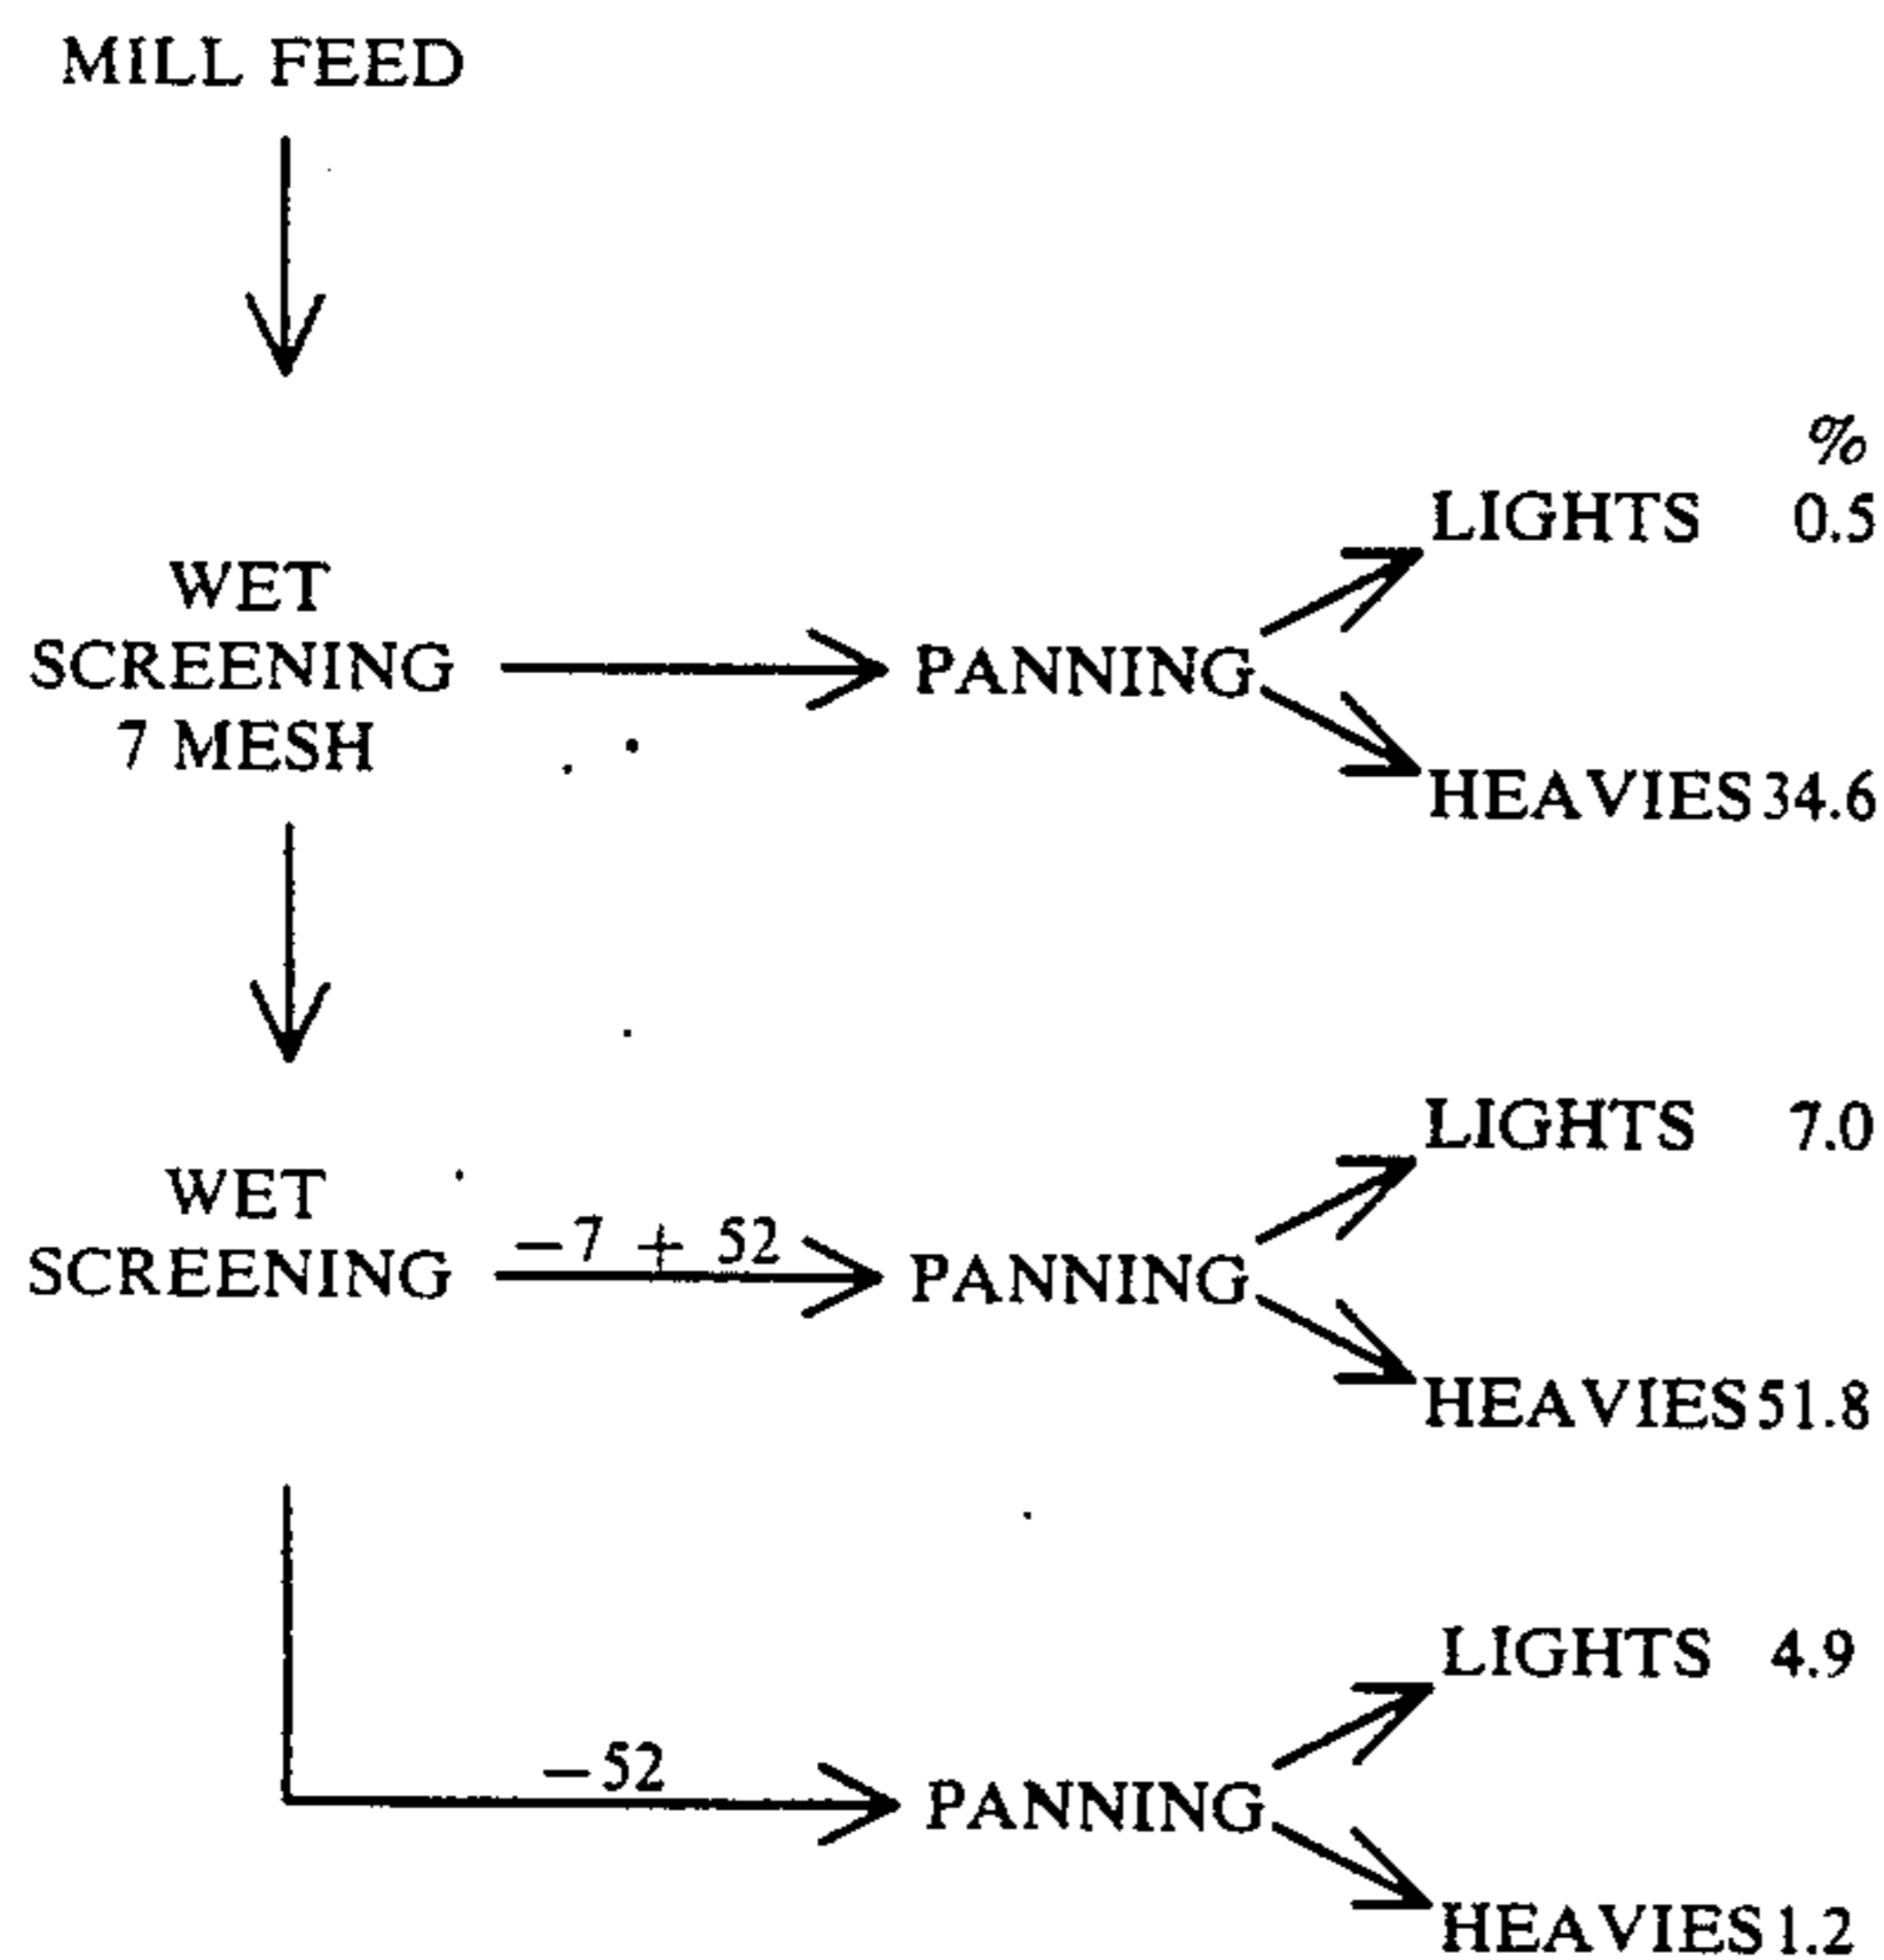 MILL FEED
%
LIGHTS 0.5
WET
SCREENING
7 MESH
PANNING
HEAVIES 34.6
LIGHTS 7.0
WET
SCREENING
−7 + 52
PANNING
HEAVIES 51.8
LIGHTS 4.9
−52
PANNING
HEAVIES 1.2